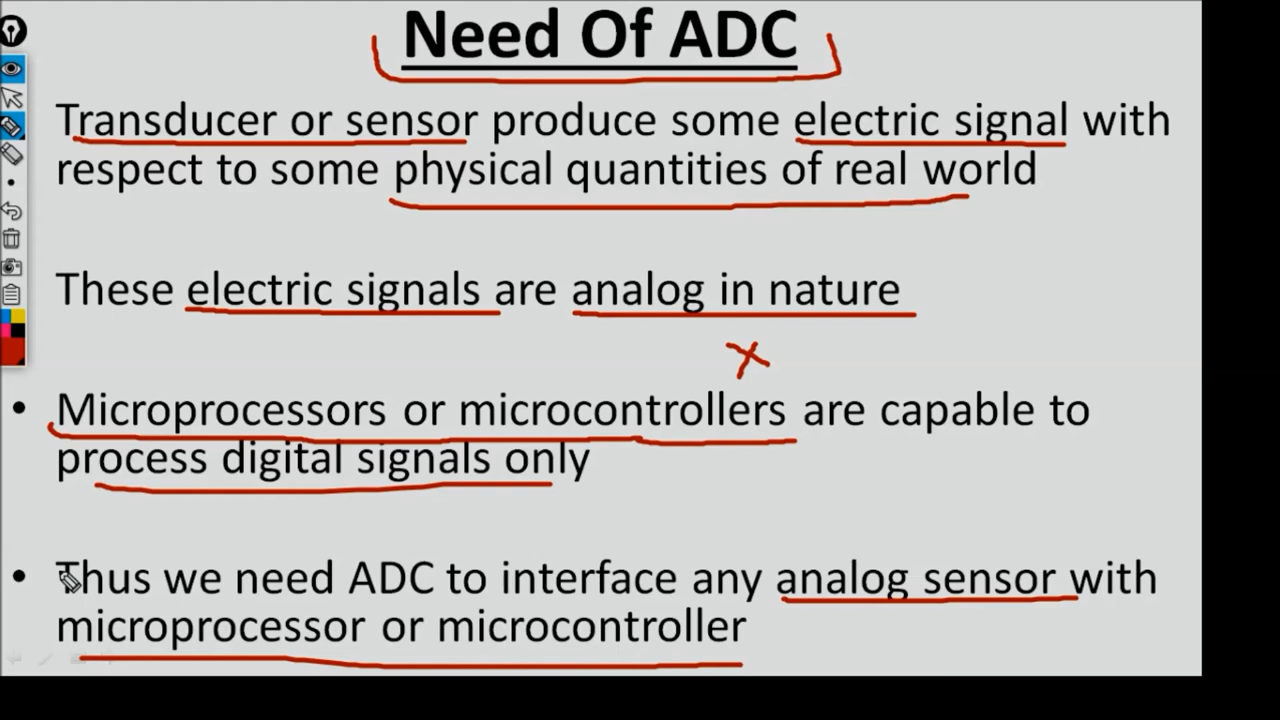 Need Of ADC
Transducer or sensor produce some electric signal with
respect to some physical quantities of real world
These electric signals are analog in nature
• Microprocessors or microcontrollers are capable to
process digital signals only
• Thus we need ADC to interface any analog sensor with
microprocessor or microcontroller